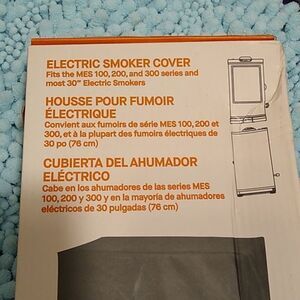 ELECTRIC SMOKER COVER
Fits the MES 100, 200, and 300 series and
most 30" Electric Smokers
HOUSSE POUR FUMOIR
ÉLECTRIQUE
Convient aux fumoirs de série MES 100, 200 et
300, et à la plupart des fumoirs électriques de
30 po (76 cm)
CUBIERTA DEL AHUMADOR
ELÉCTRICO
Cabe en los ahumadores de las series MES
100, 200 y 300 y en la mayoría de ahumadores
eléctricos de 30 pulgadas (76 cm)